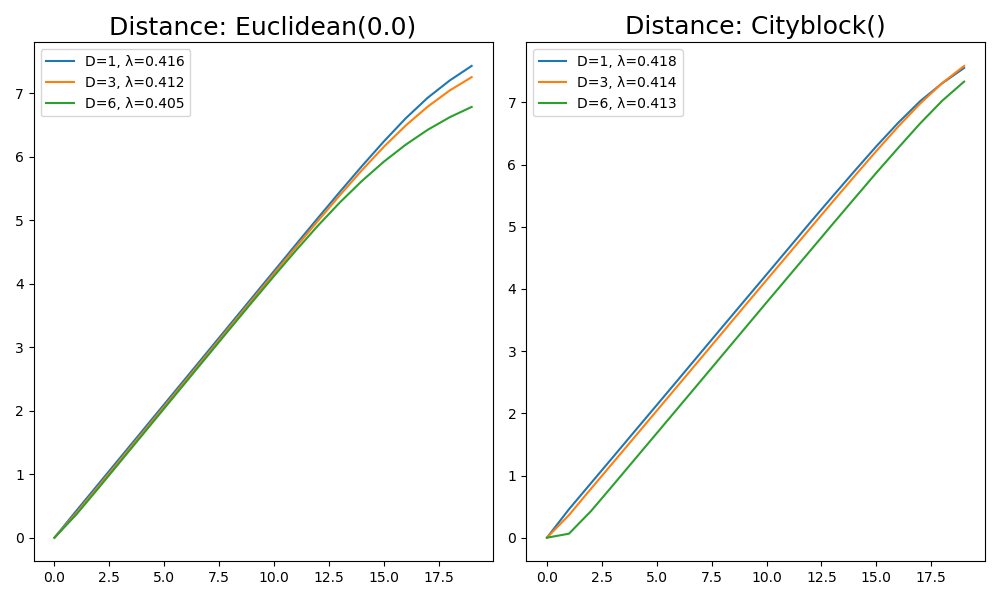 Distance: Euclidean(0.0)
D=1, λ=0.416
D=3, λ=0.412
D=6, λ=0.405
7
6
5
4
3
2
1
0
0.0 2.5 5.0 7.5 10.0 12.5 15.0 17.5
Distance: Cityblock()
D=1, λ=0.418
D=3, λ=0.414
D=6, λ=0.413
7
6
5
4
3
2
1
0
0.0 2.5 5.0 7.5 10.0 12.5 15.0 17.5